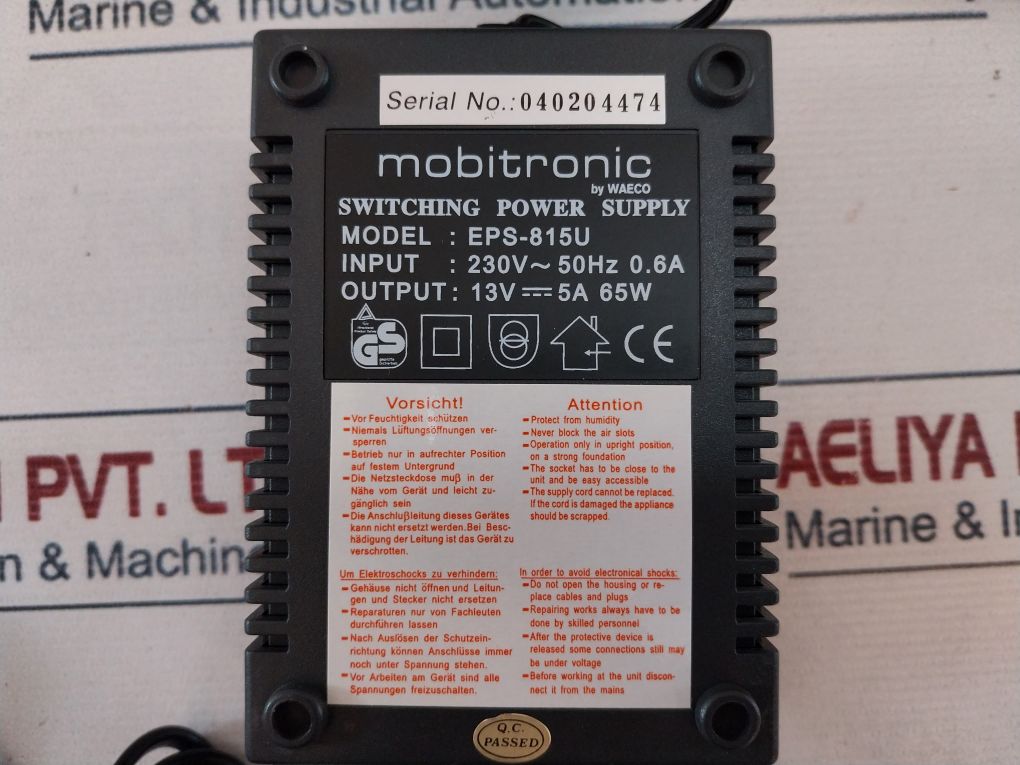 Marine & Industrial Automation
Serial No.: 040204474
mobitronic
by WAECO
SWITCHING POWER SUPPLY
MODEL : EPS-815U
INPUT : 230V~ 50Hz 0.6A
OUTPUT : 13V ⎓ 5A 65W
GS
CE
Vorsicht!
– Vor Feuchtigkeit schützen
– Niemals Lüftungsöffnungen ver-
sperren
– Betrieb nur in aufrechter Position
auf festem Untergrund
– Die Netzsteckdose muß in der
Nähe vom Gerät und leicht zu-
gänglich sein
– Die Anschlußleitung dieses Gerätes
kann nicht ersetzt werden.Bei Besc-
hädigung der Leitung ist das Gerät zu
verschrotten.
Um Elektroschocks zu verhindern:
– Gehäuse nicht öffnen und Leitun-
gen und Stecker nicht ersetzen
– Reparaturen nur von Fachleuten
durchführen lassen
– Nach Auslösen der Schutzein-
richtung können Anschlüsse immer
noch unter Spannung stehen.
– Vor Arbeiten am Gerät sind alle
Spannungen freizuschalten.
Attention
– Protect from humidity
– Never block the air slots
– Operation only in upright position,
on a strong foundation
– The socket has to be close to the
unit and be easy accessible
– The supply cord cannot be replaced.
If the cord is damaged the appliance
should be scrapped.
In order to avoid electronical shocks:
– Do not open the housing or re-
place cables and plugs
– Repairing works always have to be
done by skilled personnel
– After the protective device is
released some connections still may
be under voltage
– Before working at the unit discon-
nect it from the mains
Q.C.
PASSED
PVT. LT
n & Machin
AELIYA
Marine & In